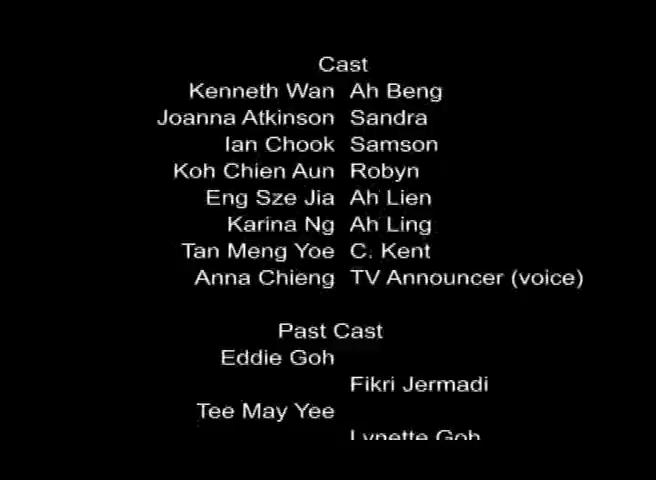 Cast
Kenneth Wan Ah Beng
Joanna Atkinson Sandra
Ian Chook Samson
Koh Chien Aun Robyn
Eng Sze Jia Ah Lien
Karina Ng Ah Ling
Tan Meng Yoe C. Kent
Anna Chieng TV Announcer (voice)
Past Cast
Eddie Goh
Fikri Jermadi
Tee May Yee
Lynette Goh